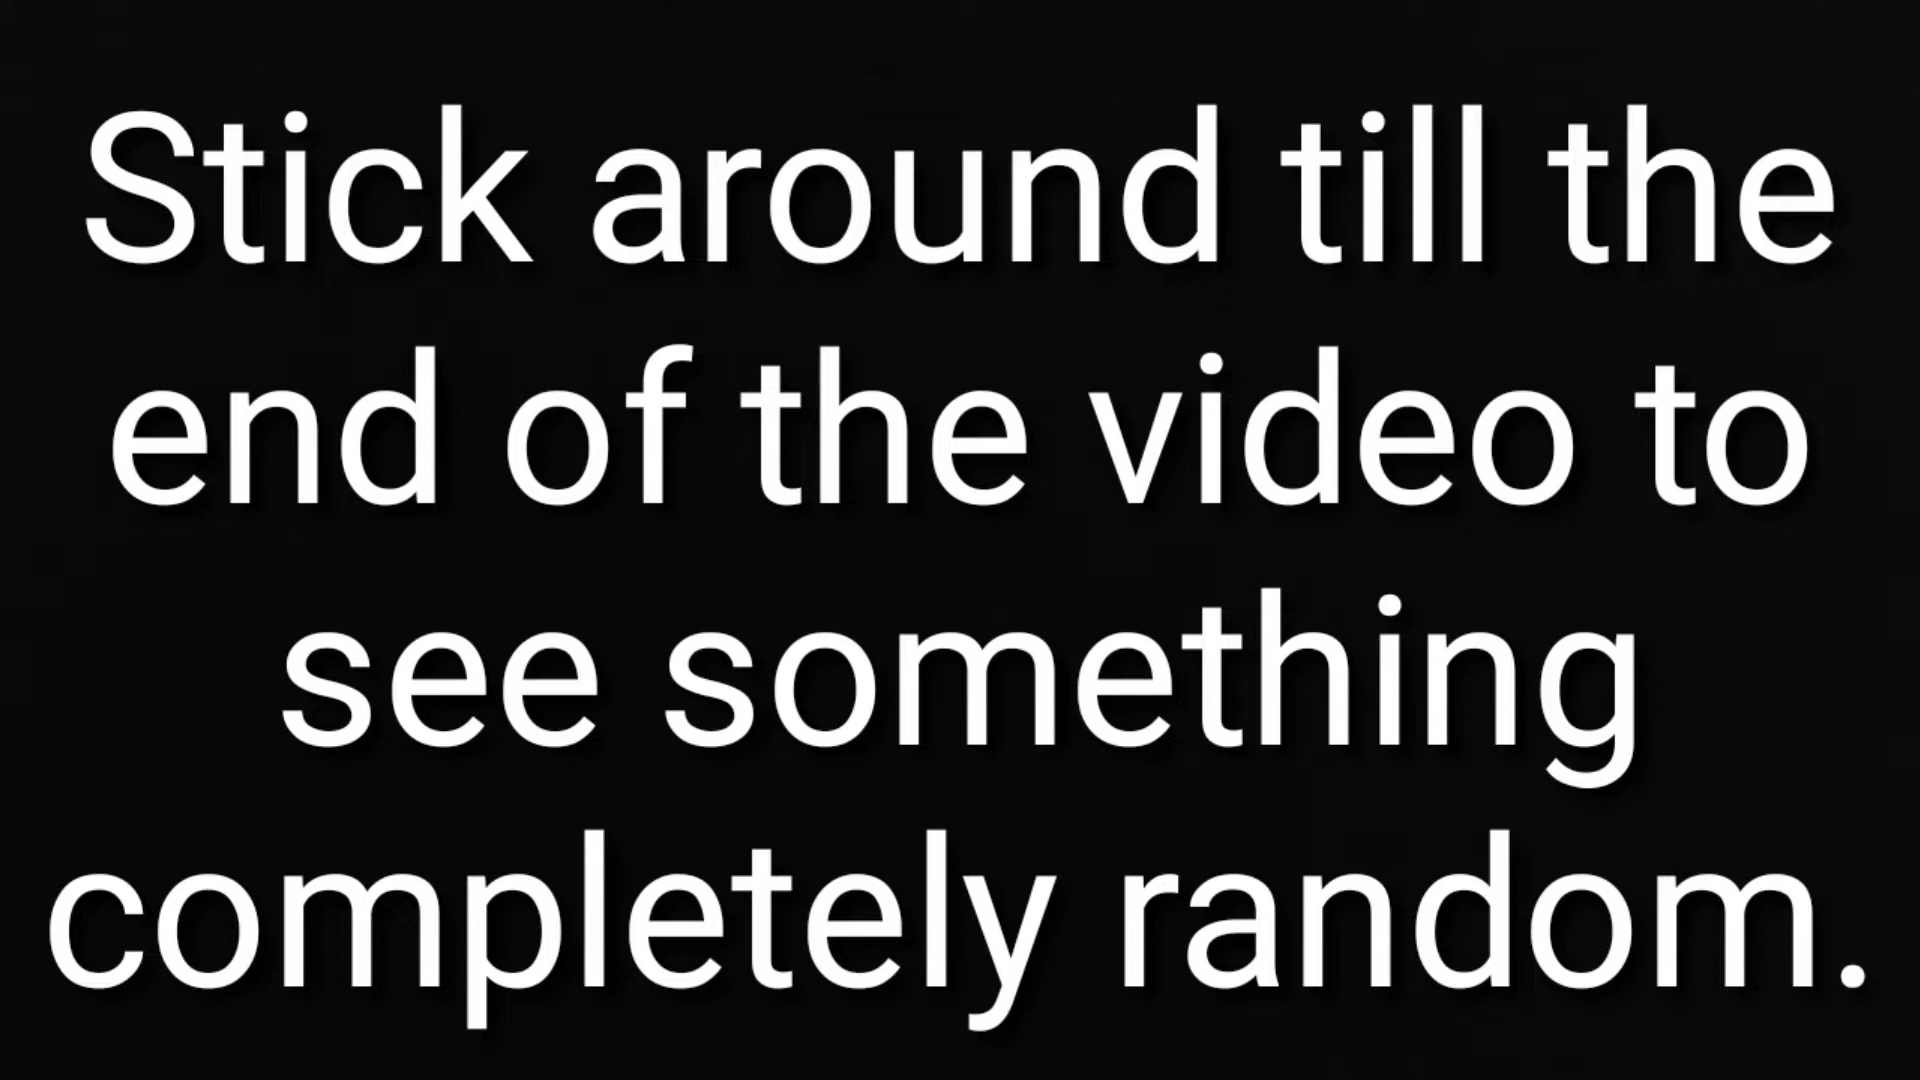 Stick around till the
end of the video to
see something
completely random.